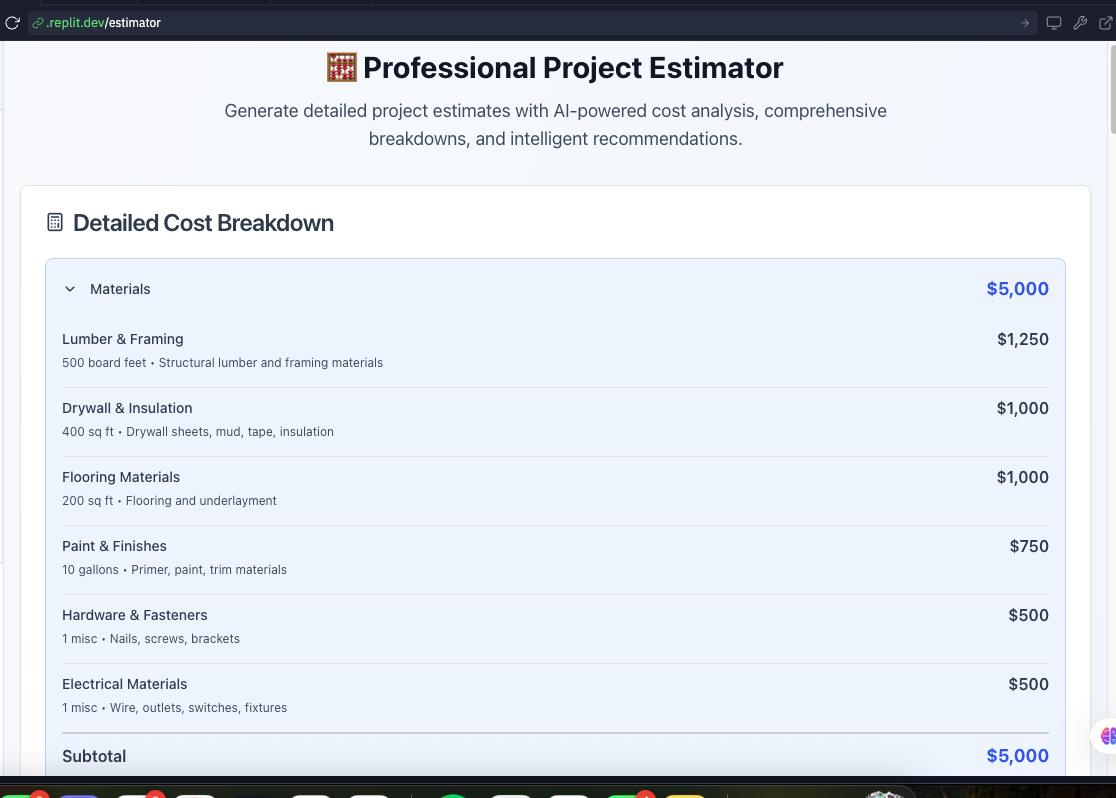 .replit.dev/estimator
Professional Project Estimator
Generate detailed project estimates with AI-powered cost analysis, comprehensive
breakdowns, and intelligent recommendations.
Detailed Cost Breakdown
Materials $5,000
Lumber & Framing $1,250
500 board feet • Structural lumber and framing materials
Drywall & Insulation $1,000
400 sq ft • Drywall sheets, mud, tape, insulation
Flooring Materials $1,000
200 sq ft • Flooring and underlayment
Paint & Finishes $750
10 gallons • Primer, paint, trim materials
Hardware & Fasteners $500
1 misc • Nails, screws, brackets
Electrical Materials $500
1 misc • Wire, outlets, switches, fixtures
Subtotal $5,000